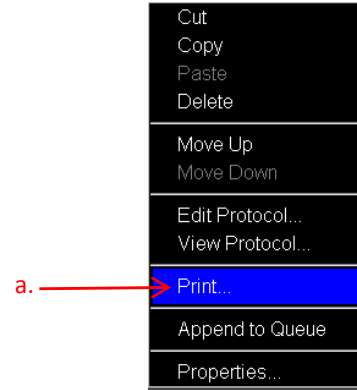 Cut
Copy
Paste
Delete
Move Up
Move Down
Edit Protocol...
View Protocol...
a. Print...
Append to Queue
Properties...